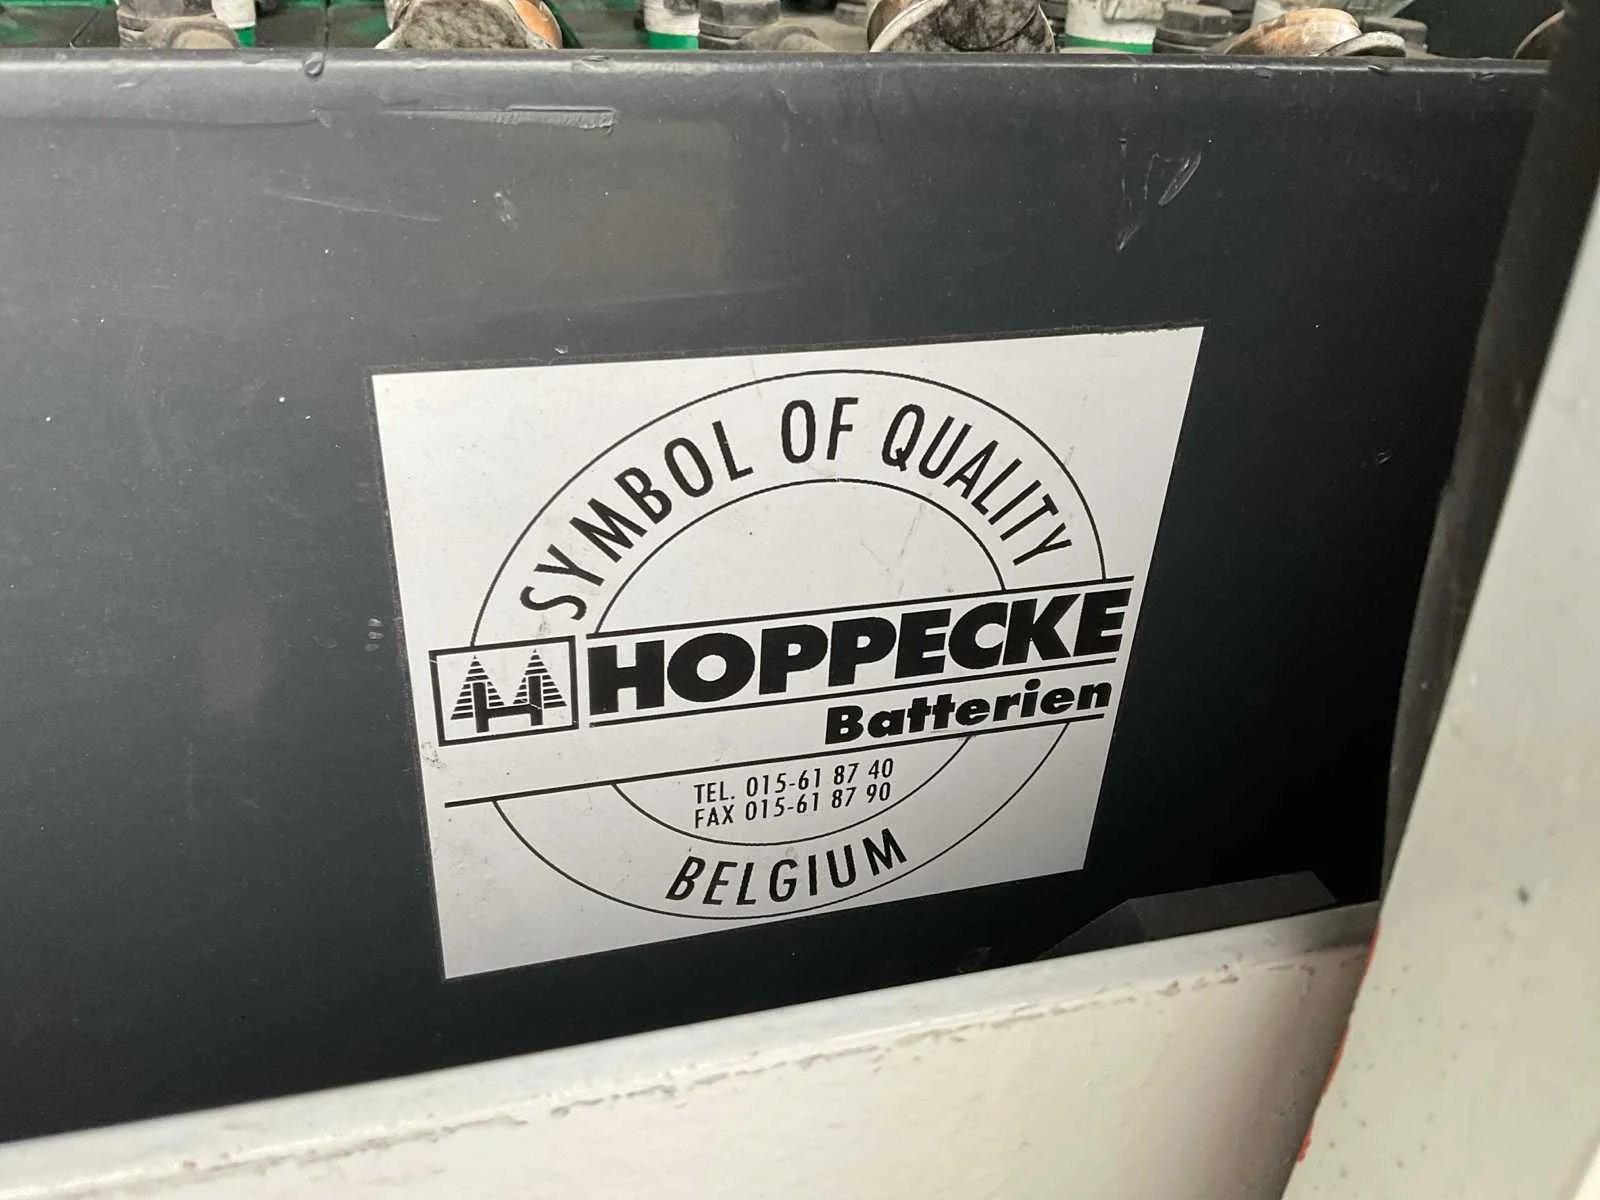 SYMBOL OF QUALITY
HOPPECKE
Batterien
TEL. 015-61 87 40
FAX 015-61 87 90
BELGIUM